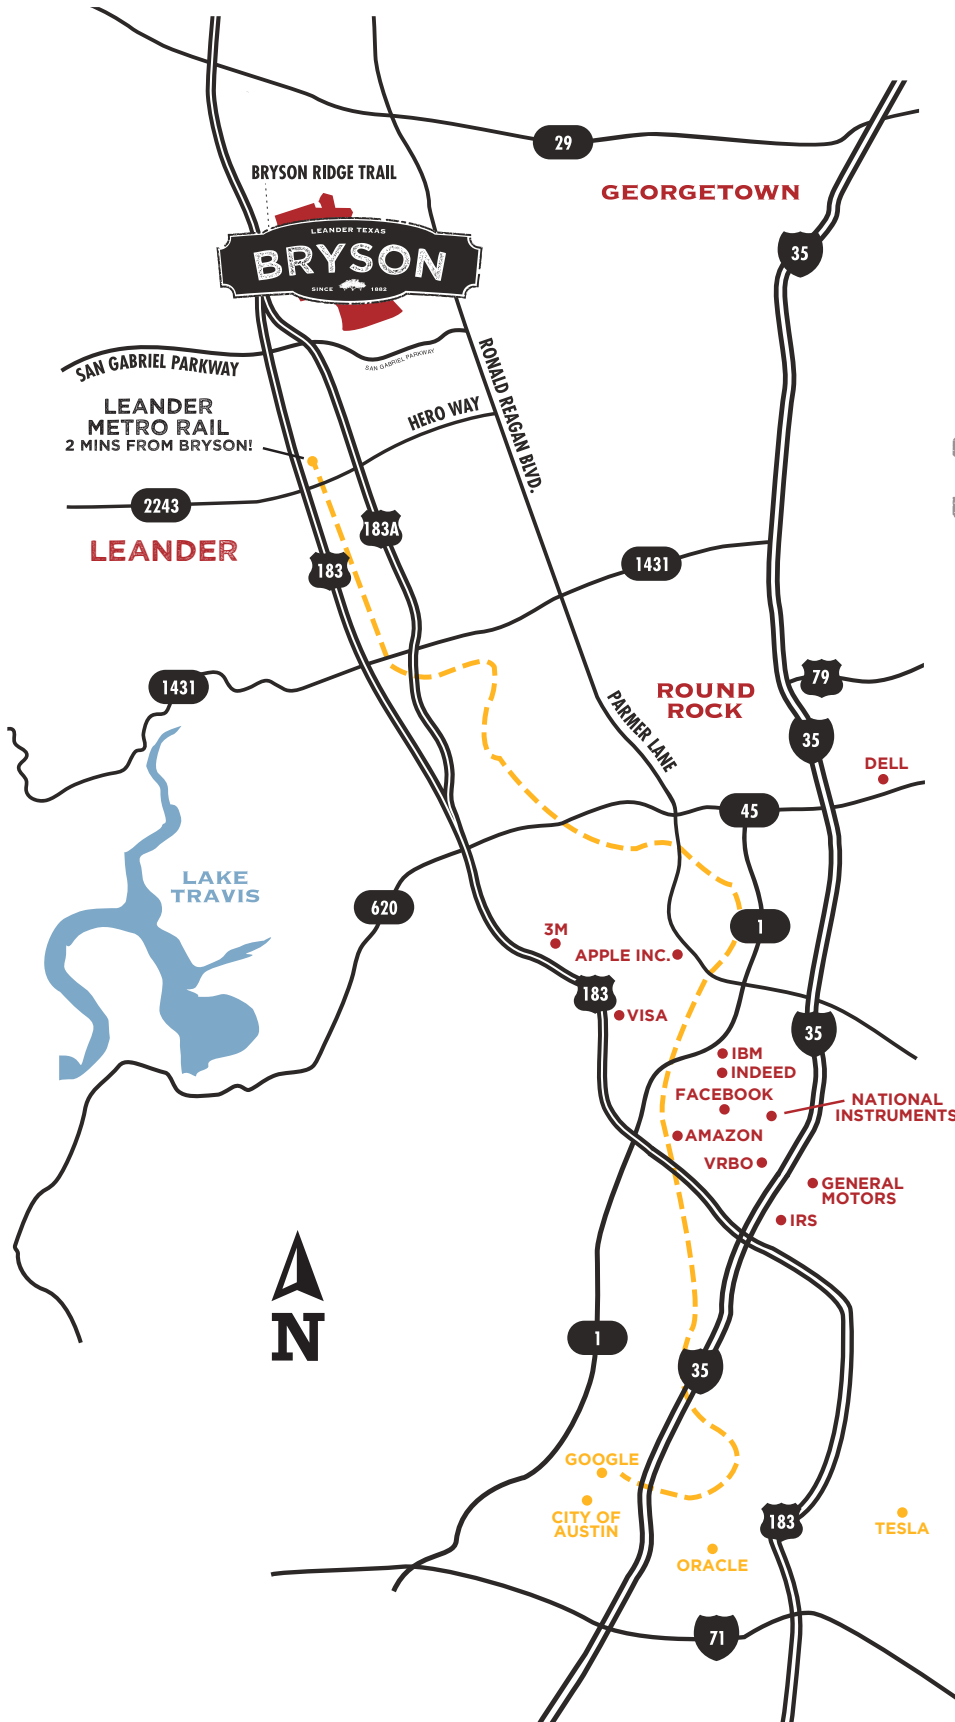 29
BRYSON RIDGE TRAIL
GEORGETOWN
LEANDER TEXAS
BRYSON
SINCE 1882
35
SAN GABRIEL PARKWAY
SAN GABRIEL PARKWAY
RONALD REAGAN BLVD.
LEANDER
METRO RAIL
2 MINS FROM BRYSON!
HERO WAY
2243
183A
LEANDER
183
1431
1431
79
ROUND
ROCK
PARMER LANE
35
DELL
45
LAKE
TRAVIS
620
1
3M
APPLE INC.
183
VISA
35
IBM
INDEED
FACEBOOK
NATIONAL
INSTRUMENTS
AMAZON
VRBO
GENERAL
MOTORS
IRS
N
1
35
GOOGLE
CITY OF
AUSTIN
183
TESLA
ORACLE
71